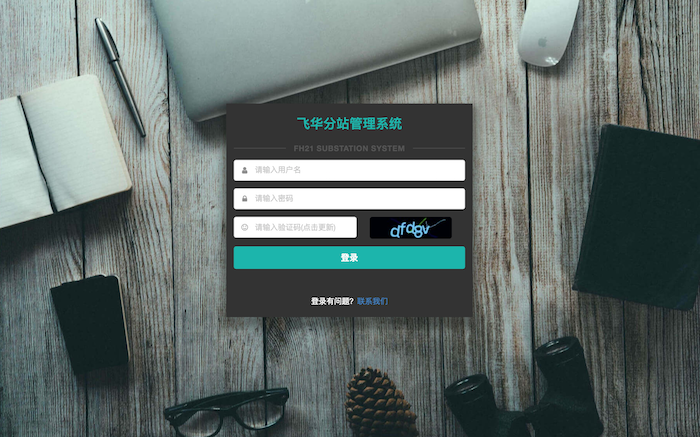 飞华分站管理系统
FH21 SUBSTATION SYSTEM
请输入用户名
请输入密码
请输入验证码(点击更新)
dfdgv
登录
登录有问题? 联系我们